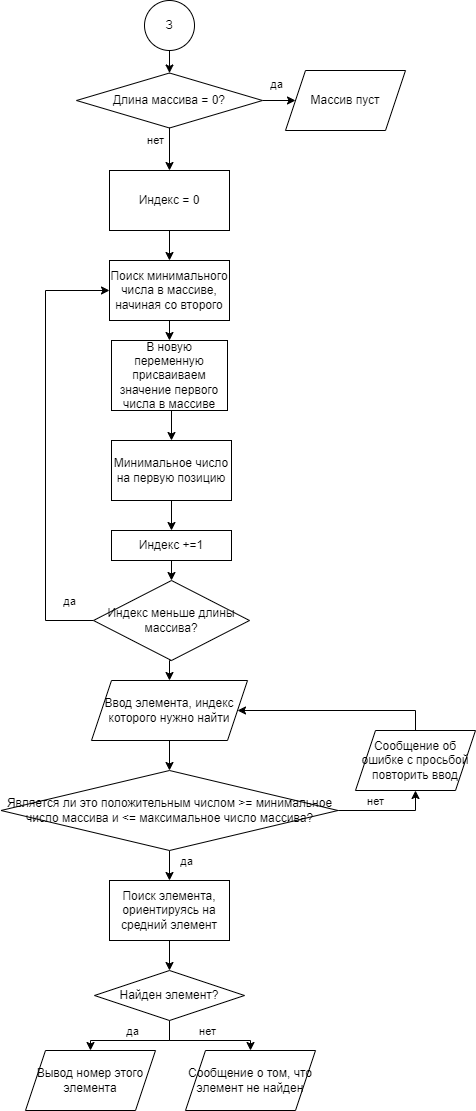 3
Длина массива = 0?
да
Массив пуст
нет
Индекс = 0
Поиск минимального
числа в массиве,
начиная со второго
В новую
переменную
присваиваем
значение первого
числа в массиве
Минимальное число
на первую позицию
Индекс +=1
Индекс меньше длины
массива?
да
Ввод элемента, индекс
которого нужно найти
Сообщение об
ошибке с просьбой
повторить ввод
Является ли это положительным числом >= минимальное
число массива и <= максимальное число массива?
нет
да
Поиск элемента,
ориентируясь на
средний элемент
Найден элемент?
да
нет
Вывод номер этого
элемента
Сообщение о том, что
элемент не найден